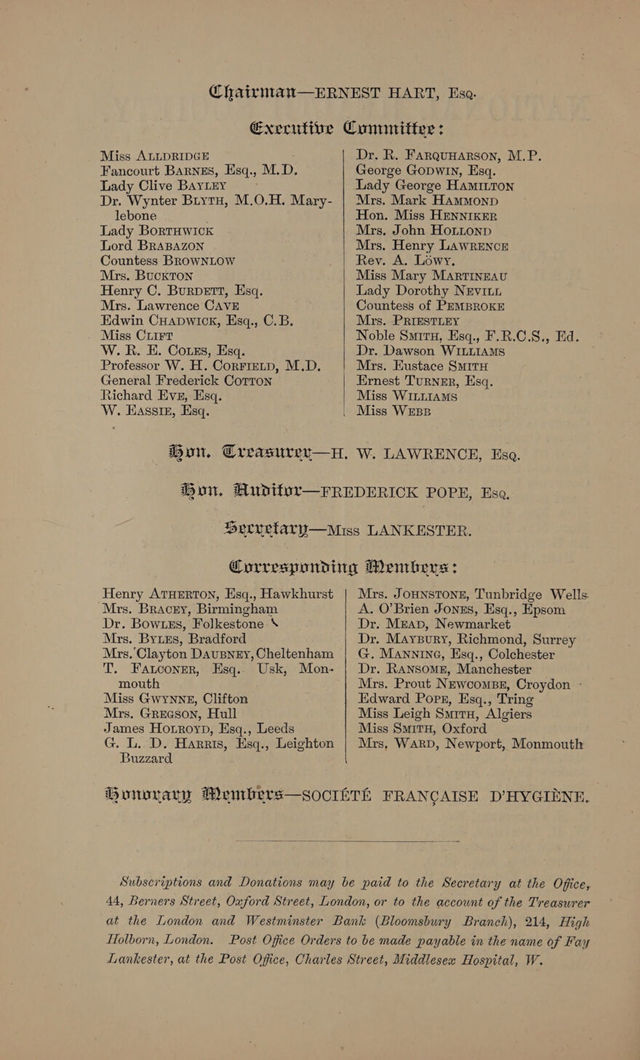 Chairman—ERNEST HART, Esq.
Executive Committee:
Miss ALLDRIDGE
Fancourt BARNES, Esq., M.D.
Lady Clive BAYLEY
Dr. Wynter BLYTH, M.O.H. Mary-
lebone
Lady BORTHWICK
Lord BRABAZON
Countess BROWNLOW
Mrs. BUCKTON
Henry C. BURDETT, Esq.
Mrs. Lawrence CAVE
Edwin CHADWICK, Esq., C.B.
Miss CLIFT
W. R. E. COLES, Esq.
Professor W. H. CORFIELD, M.D.
General Frederick COTTON
Richard EVE, Esq.
W. EASSIE, Esq.
Dr. R. FARQUHARSON, M.P.
George GODWIN, Esq.
Lady George HAMILTON
Mrs. Mark HAMMOND
Hon. Miss HENNIKER
Mrs. John HOLLOND
Mrs. Henry LAWRENCE
Rev. A. Löwy.
Miss Mary MARTINEAU
Lady Dorothy NEVILL
Countess of PEMBROKE
Mrs. PRIESTLEY
Noble SMITH, Esq., F.R.C.S., Ed.
Dr. Dawson WILLIAMS
Mrs. Eustace SMITH
Ernest TURNER, Esq.
Miss WILLIAMS
Miss WEBB
Hon. Treasurer—H. W. LAWRENCE, Esq.
Hon. Auditor—FREDERICK POPE, Esq.
Secretary—Miss LANKESTER.
Corresponding Members:
Henry ATHERTON, Esq., Hawkhurst
Mrs. BRACEY, Birmingham
Dr. BOWLES, Folkestone
Mrs. BYLES, Bradford
Mrs. Clayton DAUBNEY, Cheltenham
T. FALCONER, Esq. Usk, Mon-
mouth
Miss GWYNNE, Clifton
Mrs. GREGSON, Hull
James HOLROYD, Esq., Leeds
G. L. D. HARRIS, Esq., Leighton
Buzzard
Mrs. JOHNSTONE, Tunbridge Wells
A. O'Brien JONES, Esq., Epsom
Dr. MEAD, Newmarket
Dr. MAYBURY, Richmond, Surrey
G. MANNING, Esq., Colchester
Dr. RANSOME, Manchester
Mrs. Prout NEWCOMBE, Croydon
Edward POPE, Esq., Tring
Miss Leigh SMITH, Algiers
Miss SMITH, Oxford
Mrs. WARD, Newport, Monmouth
Honorary Members—SOCIÉTÉ FRANÇAISE D'HYGIÈNE.
Subscriptions and Donations may be paid to the Secretary at the Office,
44, Berners Street, Oxford Street, London, or to the account of the Treasurer
at the London and Westminster Bank (Bloomsbury Branch), 214, High
Holborn, London. Post Office Orders to be made payable in the name of Fay
Lankester, at the Post Office, Charles Street, Middlesex Hospital, W.